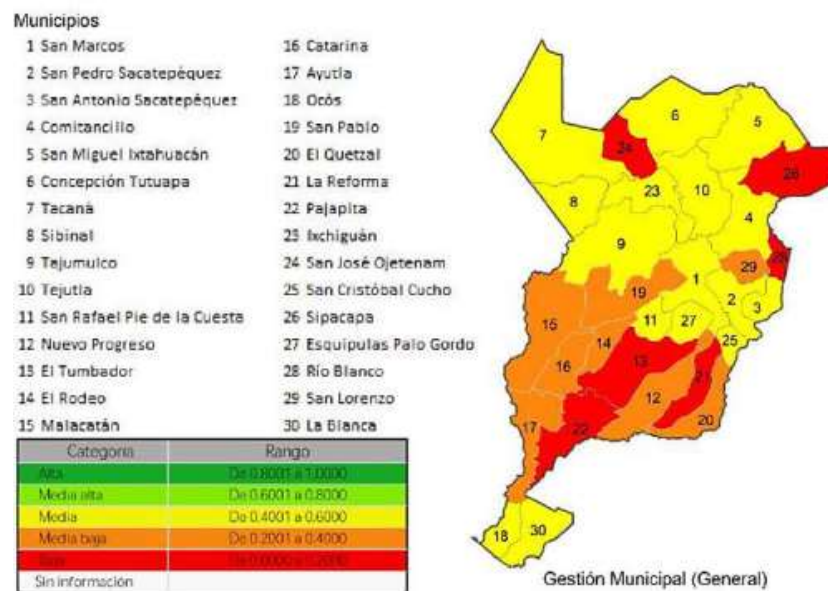 Municipios
1 San Marcos
2 San Pedro Sacatepéquez
3 San Antonio Sacatepéquez
4 Comitancillo
5 San Miguel Ixtahuacán
6 Concepción Tutuapa
7 Tacaná
8 Sibinal
9 Tajumulco
10 Tejutla
11 San Rafael Pie de la Cuesta
12 Nuevo Progreso
13 El Tumbador
14 El Rodeo
15 Malacatán
16 Catarina
17 Ayutla
18 Ocós
19 San Pablo
20 El Quetzal
21 La Reforma
22 Pajapita
23 Ixchiguán
24 San José Ojetenam
25 San Cristóbal Cucho
26 Sipacapa
27 Esquipulas Palo Gordo
28 Río Blanco
29 San Lorenzo
30 La Blanca
Categoria Rango
Alta De 0.8001 a 1.0000
Media alta De 0.6001 a 0.8000
Media De 0.4001 a 0.6000
Media baja De 0.2001 a 0.4000
Baja De 0.0000 a 0.2000
Sin información
6
7
5
24
26
8
23
10
4
9
29
28
1
19
2
3
15
11
27
25
14
16
13
21
12
20
17
22
18
30
Gestión Municipal (General)